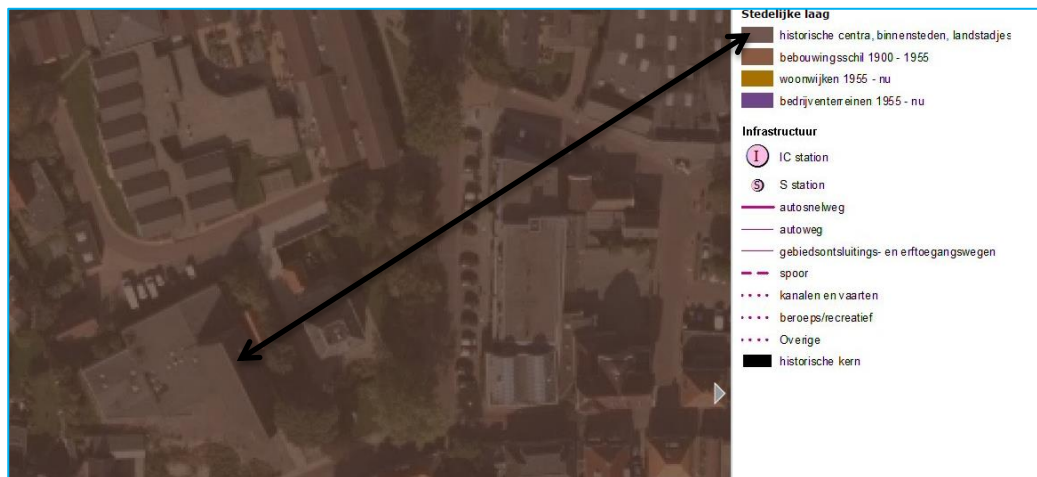 Stedelijke laag
historische centra, binnensteden, landstadjes
bebouwingsschil 1900 - 1955
woonwijken 1955 - nu
bedrijventerreinen 1955 - nu
Infrastructuur
I IC station
S S station
autosnelweg
autoweg
gebiedsontsluitings- en erftoegangswegen
spoor
kanalen en vaarten
beroeps/recreatief
Overige
historische kern